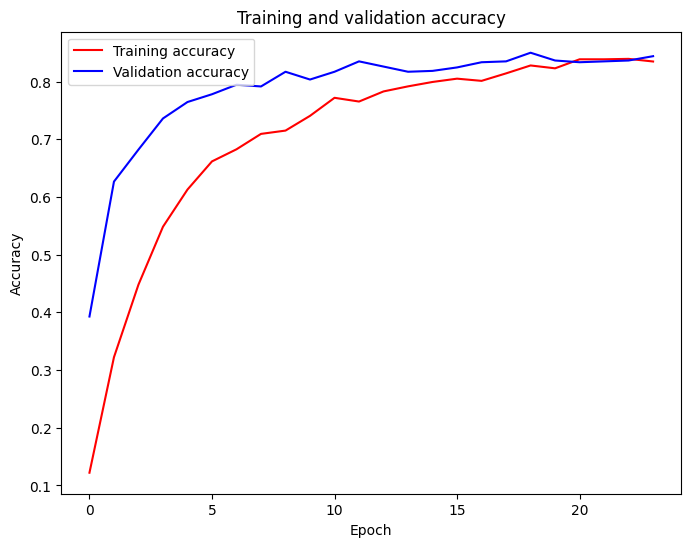 Training and validation accuracy
Training accuracy
Validation accuracy
0.8
0.7
0.6
0.5
0.4
0.3
0.2
0.1
Accuracy
0 5 10 15 20
Epoch